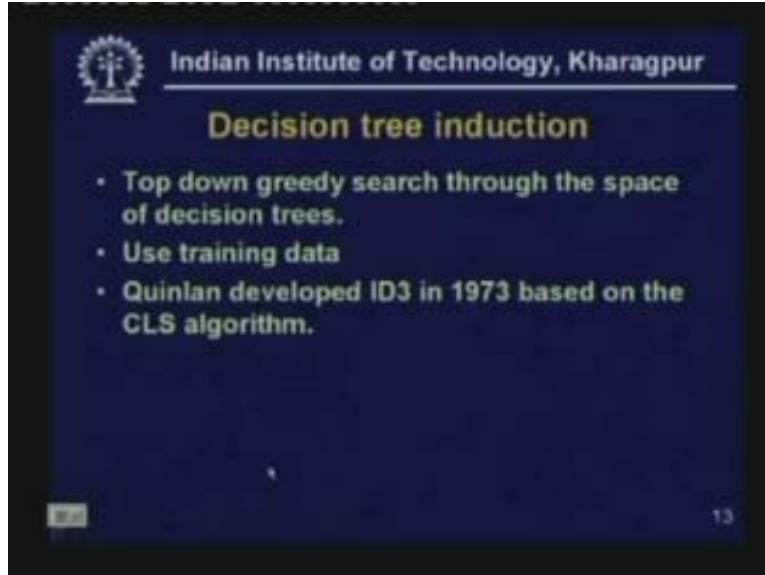 Indian Institute of Technology, Kharagpur
Decision tree induction
• Top down greedy search through the space
of decision trees.
• Use training data
• Quinlan developed ID3 in 1973 based on the
CLS algorithm.
13